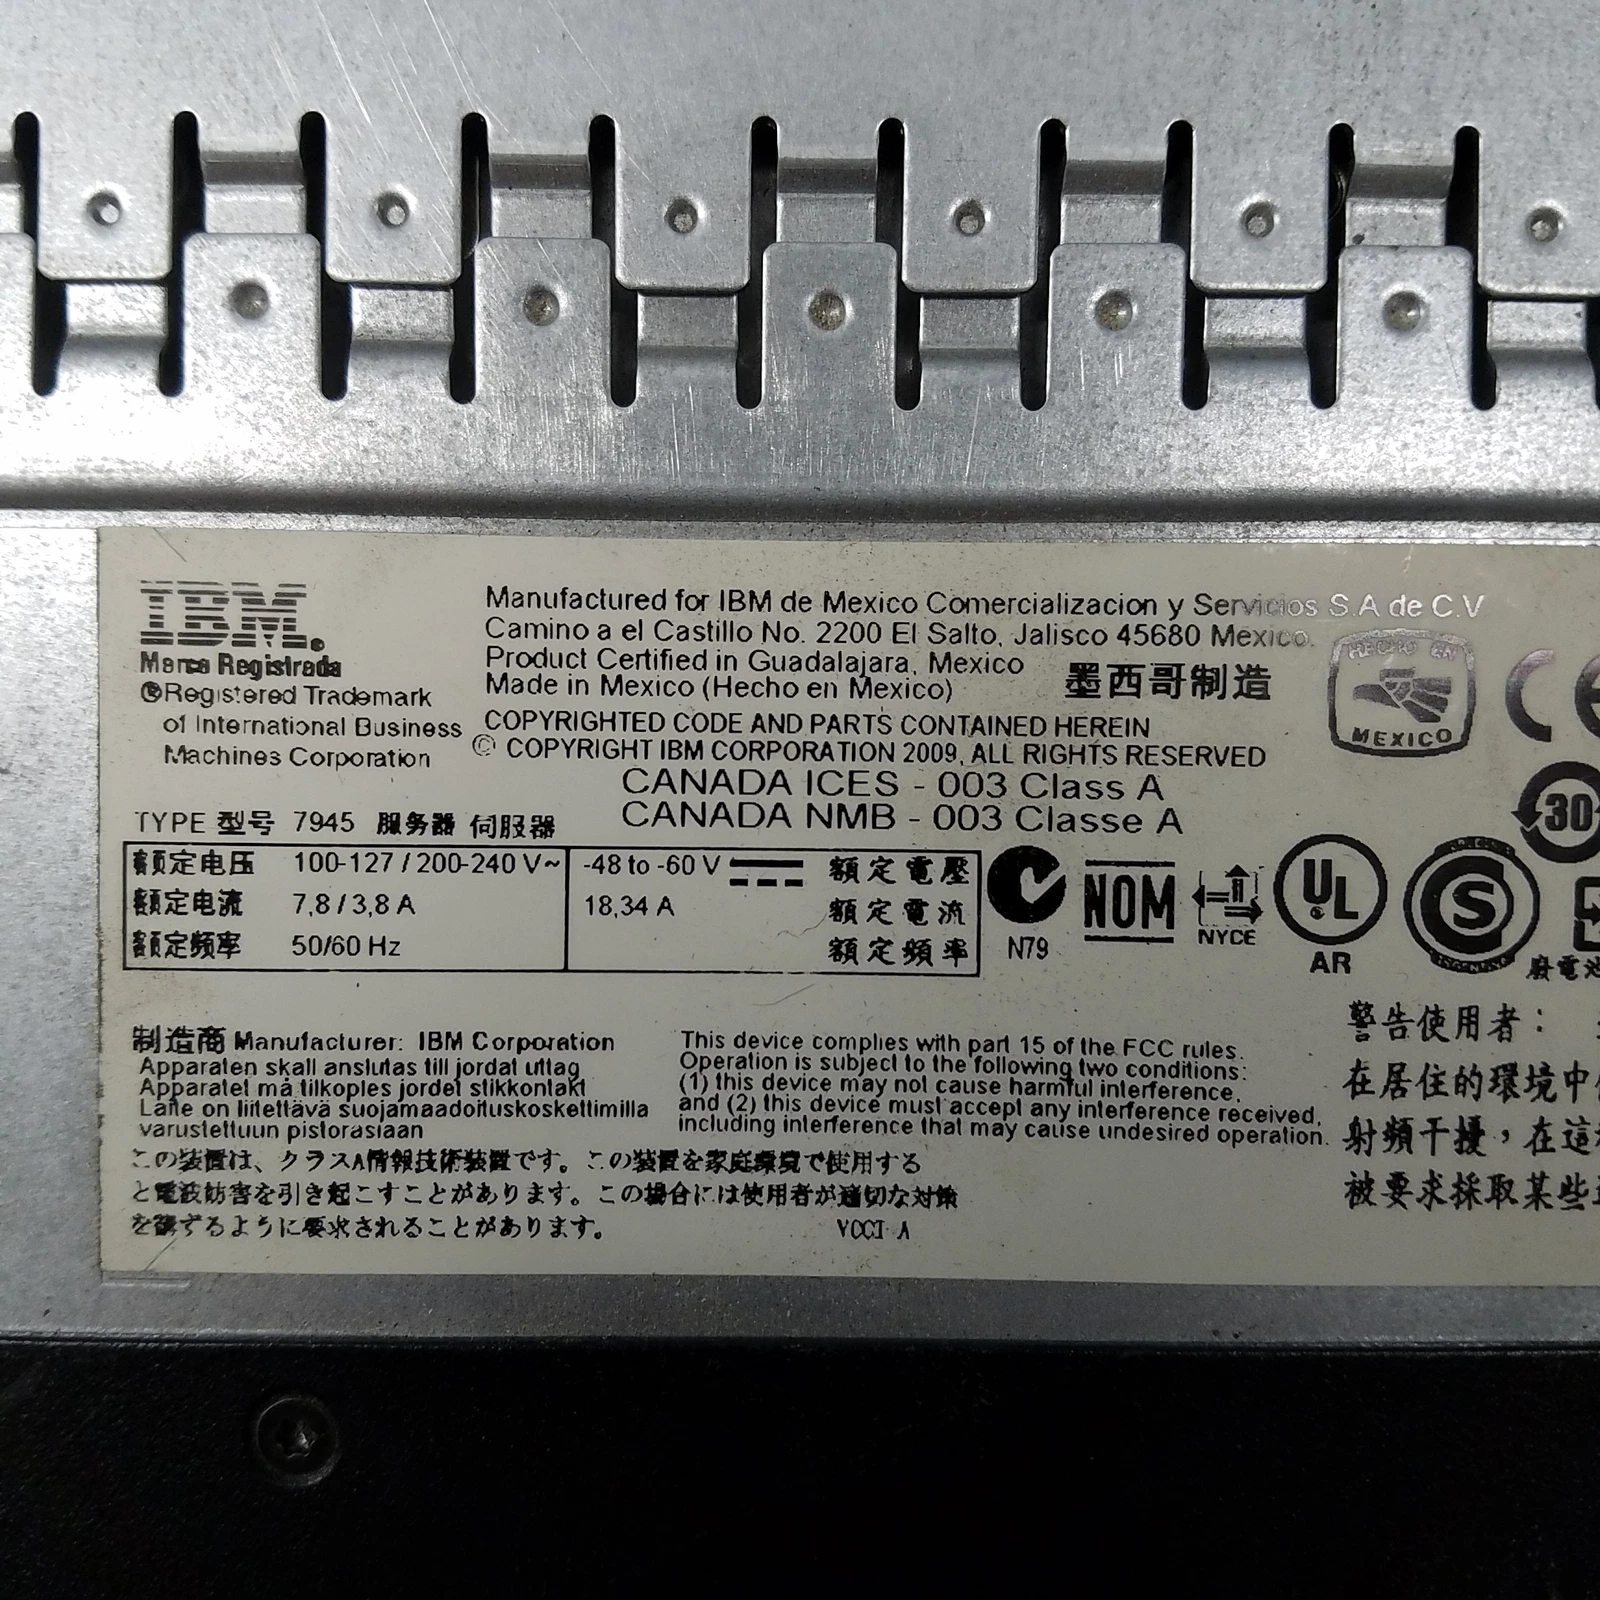 IBM®
Marca Registrada
®Registered Trademark
of International Business
Machines Corporation
Manufactured for IBM de Mexico Comercializacion y Servicios S.A de C.V
Camino a el Castillo No. 2200 El Salto, Jalisco 45680 Mexico.
Product Certified in Guadalajara, Mexico
Made in Mexico (Hecho en Mexico) 墨西哥制造
COPYRIGHTED CODE AND PARTS CONTAINED HEREIN
© COPYRIGHT IBM CORPORATION 2009, ALL RIGHTS RESERVED
CANADA ICES - 003 Class A
CANADA NMB - 003 Classe A
HECHO EN
MEXICO
CE
TYPE 型号 7945 服务器 伺服器
额定电压 100-127 / 200-240 V~ -48 to -60 V 額定電壓
额定电流 7,8 / 3,8 A 18,34 A 額定電流
额定频率 50/60 Hz 額定頻率
N79
NOM
NYCE
UL
AR
S
30
廢電池
制造商 Manufacturer: IBM Corporation
Apparaten skall anslutas till jordat uttag
Apparatet må tilkoples jordet stikkontakt
Laite on liitettävä suojamaadoituskoskettimilla
varustettuun pistorasiaan
This device complies with part 15 of the FCC rules.
Operation is subject to the following two conditions:
(1) this device may not cause harmful interference,
and (2) this device must accept any interference received,
including interference that may cause undesired operation.
この装置は、クラスA情報技術装置です。この装置を家庭環境で使用する
と電波妨害を引き起こすことがあります。この場合には使用者が適切な対策
を講ずるように要求されることがあります。 VCCI-A
警告使用者：
在居住的環境中
射頻干擾，在這
被要求採取某些